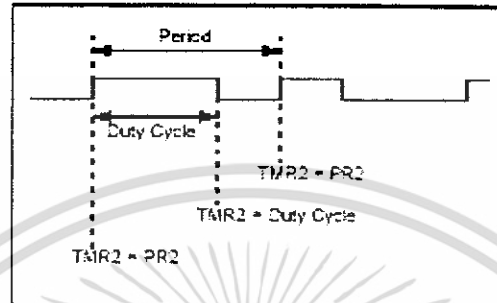 Period
Duty Cycle
TMR2 = PR2
TMR2 = Duty Cycle
TMR2 = PR2